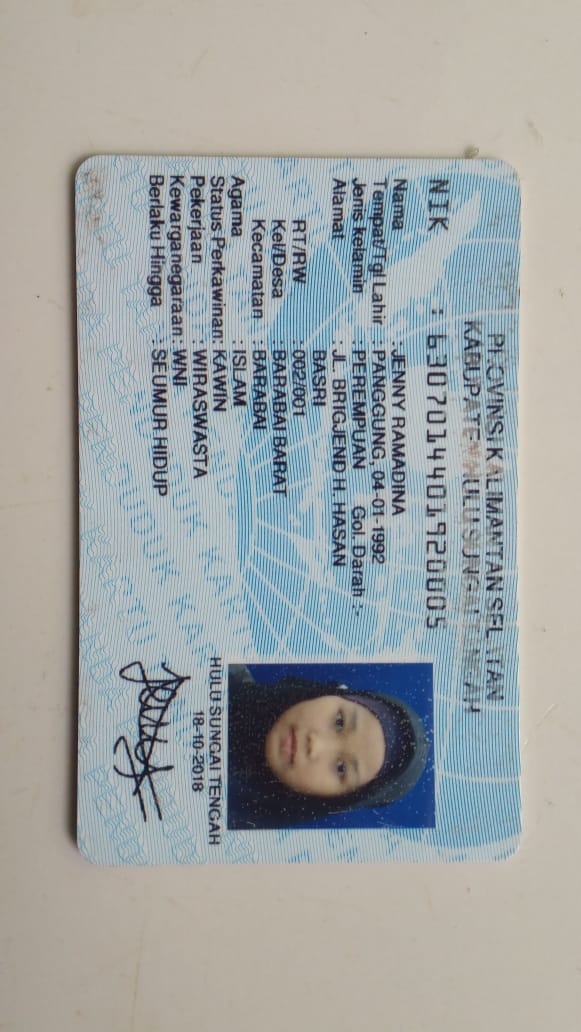 PROVINSI KALIMANTAN SELATAN
KABUPATEN HULU SUNGAI TENGAH
NIK : 6307014401920005
Nama : JENNY RAMADINA
Tempat/Tgl Lahir : PANGGUNG, 04-01-1992
Jenis kelamin : PEREMPUAN Gol. Darah :-
Alamat : JL. BRIGJEND H. HASAN
BASRI
RT/RW : 002/001
Kel/Desa : BARABAI BARAT
Kecamatan : BARABAI
Agama : ISLAM
Status Perkawinan: KAWIN
Pekerjaan : WIRASWASTA
Kewarganegaraan : WNI
Berlaku Hingga : SEUMUR HIDUP
HULU SUNGAI TENGAH
18-10-2018